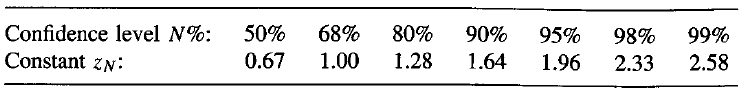 Confidence level N%: 50% 68% 80% 90% 95% 98% 99%
Constant zN: 0.67 1.00 1.28 1.64 1.96 2.33 2.58